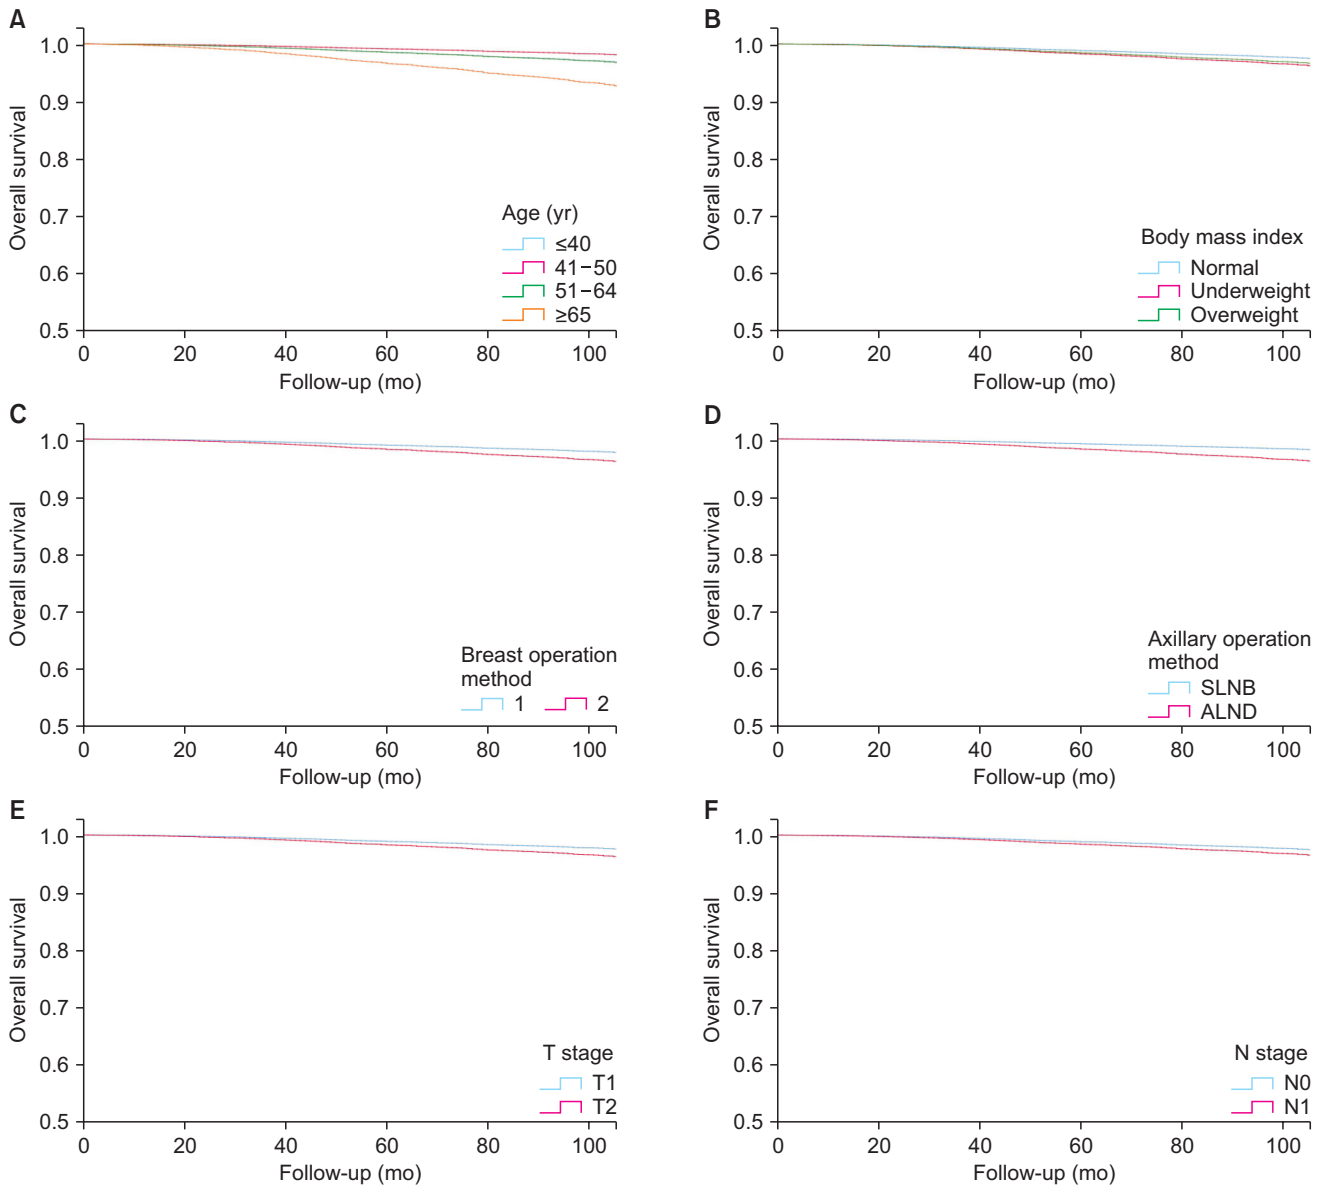 A
Overall survival
1.0
0.9
0.8
0.7
0.6
0.5
0 20 40 60 80 100
Follow-up (mo)
Age (yr)
≤40
41−50
51−64
≥65
B
Overall survival
1.0
0.9
0.8
0.7
0.6
0.5
0 20 40 60 80 100
Follow-up (mo)
Body mass index
Normal
Underweight
Overweight
C
Overall survival
1.0
0.9
0.8
0.7
0.6
0.5
0 20 40 60 80 100
Follow-up (mo)
Breast operation
method
1 2
D
Overall survival
1.0
0.9
0.8
0.7
0.6
0.5
0 20 40 60 80 100
Follow-up (mo)
Axillary operation
method
SLNB
ALND
E
Overall survival
1.0
0.9
0.8
0.7
0.6
0.5
0 20 40 60 80 100
Follow-up (mo)
T stage
T1
T2
F
Overall survival
1.0
0.9
0.8
0.7
0.6
0.5
0 20 40 60 80 100
Follow-up (mo)
N stage
N0
N1